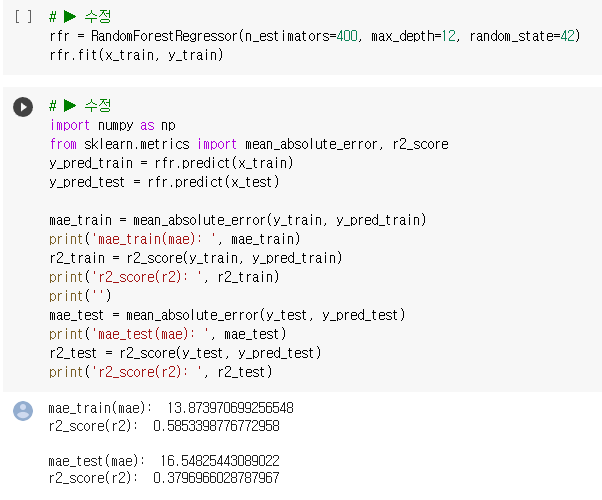 [ ] # ▶ 수정
rfr = RandomForestRegressor(n_estimators=400, max_depth=12, random_state=42)
rfr.fit(x_train, y_train)
# ▶ 수정
import numpy as np
from sklearn.metrics import mean_absolute_error, r2_score
y_pred_train = rfr.predict(x_train)
y_pred_test = rfr.predict(x_test)
mae_train = mean_absolute_error(y_train, y_pred_train)
print('mae_train(mae): ', mae_train)
r2_train = r2_score(y_train, y_pred_train)
print('r2_score(r2): ', r2_train)
print('')
mae_test = mean_absolute_error(y_test, y_pred_test)
print('mae_test(mae): ', mae_test)
r2_test = r2_score(y_test, y_pred_test)
print('r2_score(r2): ', r2_test)
mae_train(mae):  13.873970699256548
r2_score(r2):  0.5853398776772958
mae_test(mae):  16.54825443089022
r2_score(r2):  0.3796966028787967